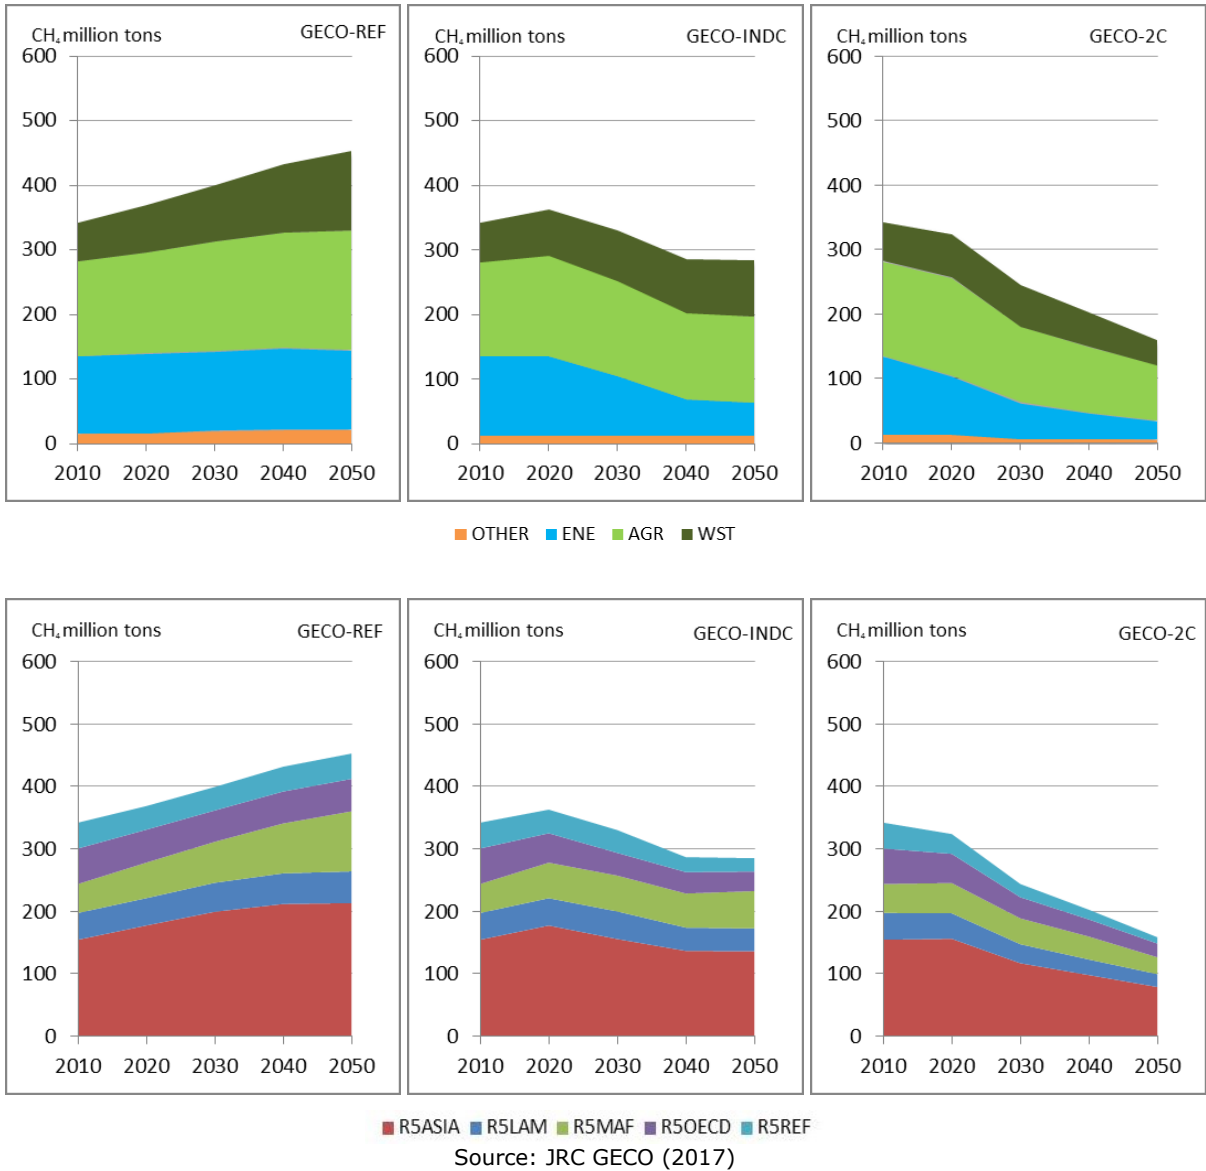 CH₄ million tons GECO-REF
600
500
400
300
200
100
0
2010 2020 2030 2040 2050
CH₄ million tons GECO-INDC
600
500
400
300
200
100
0
2010 2020 2030 2040 2050
CH₄ million tons GECO-2C
600
500
400
300
200
100
0
2010 2020 2030 2040 2050
OTHER ENE AGR WST
CH₄ million tons GECO-REF
600
500
400
300
200
100
0
2010 2020 2030 2040 2050
CH₄ million tons GECO-INDC
600
500
400
300
200
100
0
2010 2020 2030 2040 2050
CH₄ million tons GECO-2C
600
500
400
300
200
100
0
2010 2020 2030 2040 2050
R5ASIA R5LAM R5MAF R5OECD R5REF
Source: JRC GECO (2017)